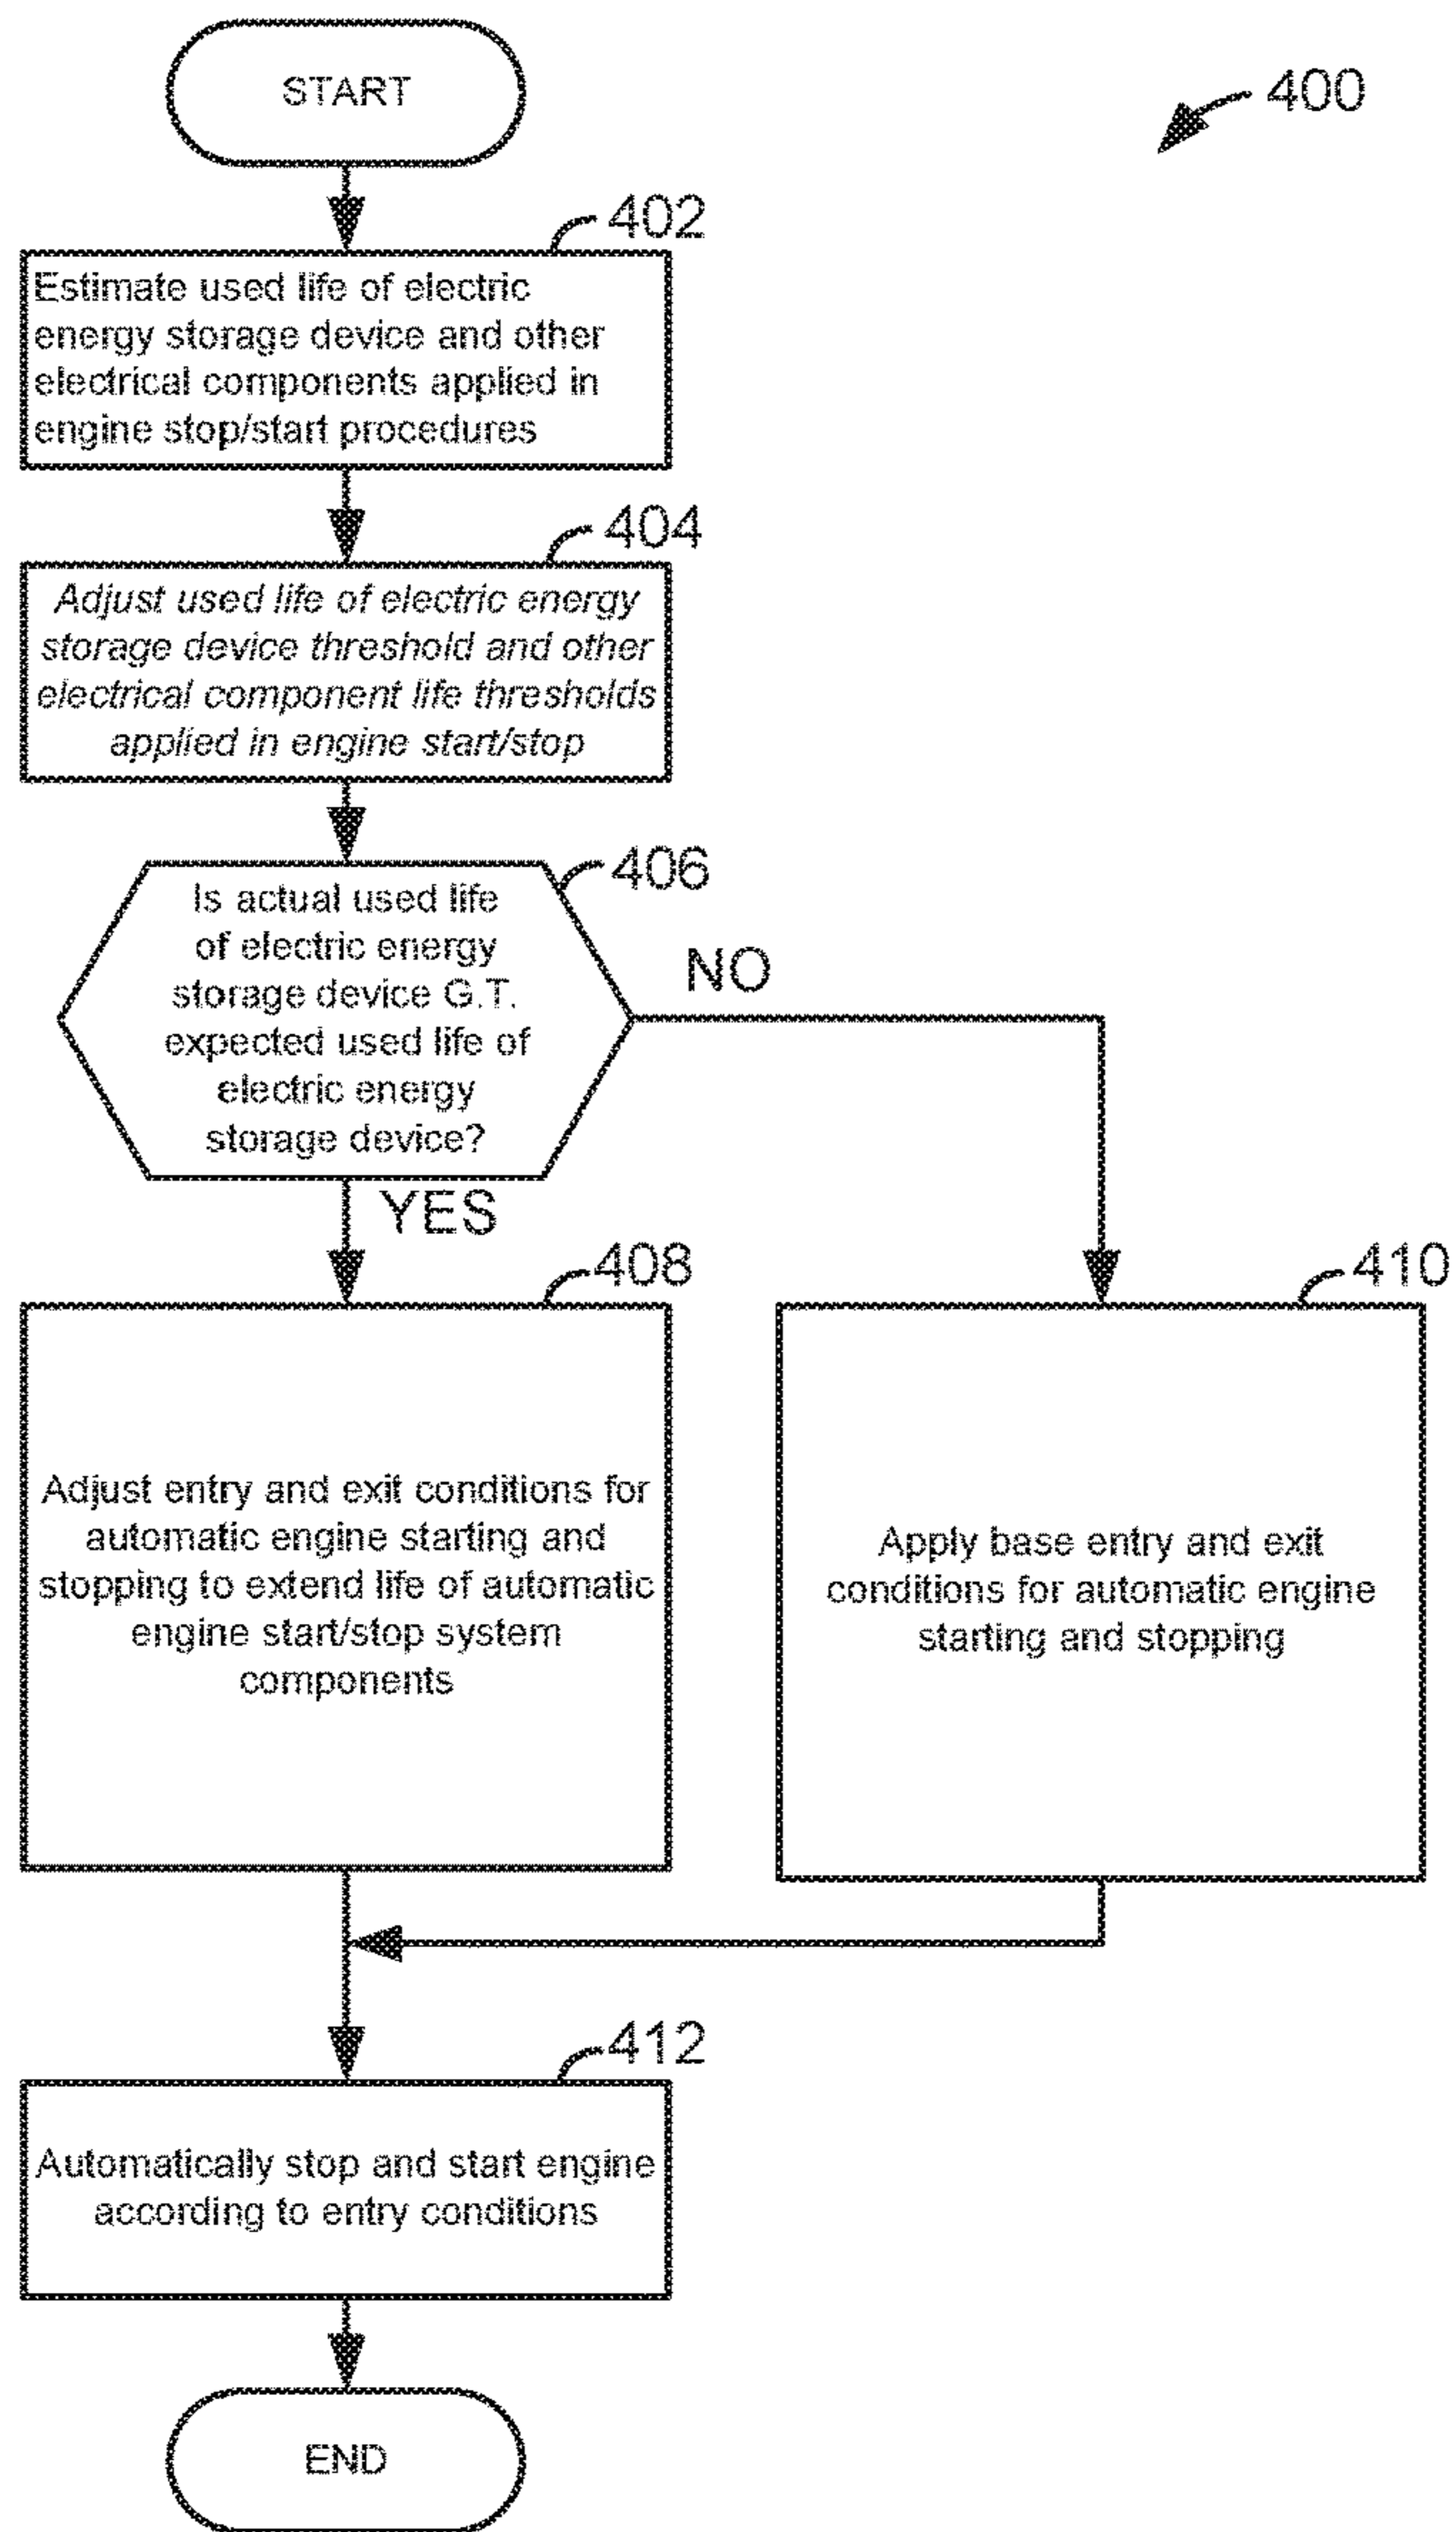 START
400
402
Estimate used life of electric
energy storage device and other
electrical components applied in
engine stop/start procedures
404
Adjust used life of electric energy
storage device threshold and other
electrical component life thresholds
applied in engine start/stop
406
Is actual used life
of electric energy
storage device G.T.
expected used life of
electric energy
storage device?
NO
YES
408
Adjust entry and exit conditions for
automatic engine starting and
stopping to extend life of automatic
engine start/stop system
components
410
Apply base entry and exit
conditions for automatic engine
starting and stopping
412
Automatically stop and start engine
according to entry conditions
END